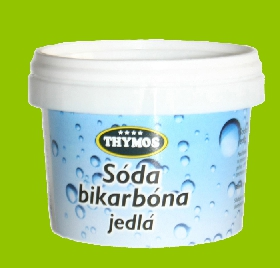 THYMOS
Sóda
bikarbóna
jedlá